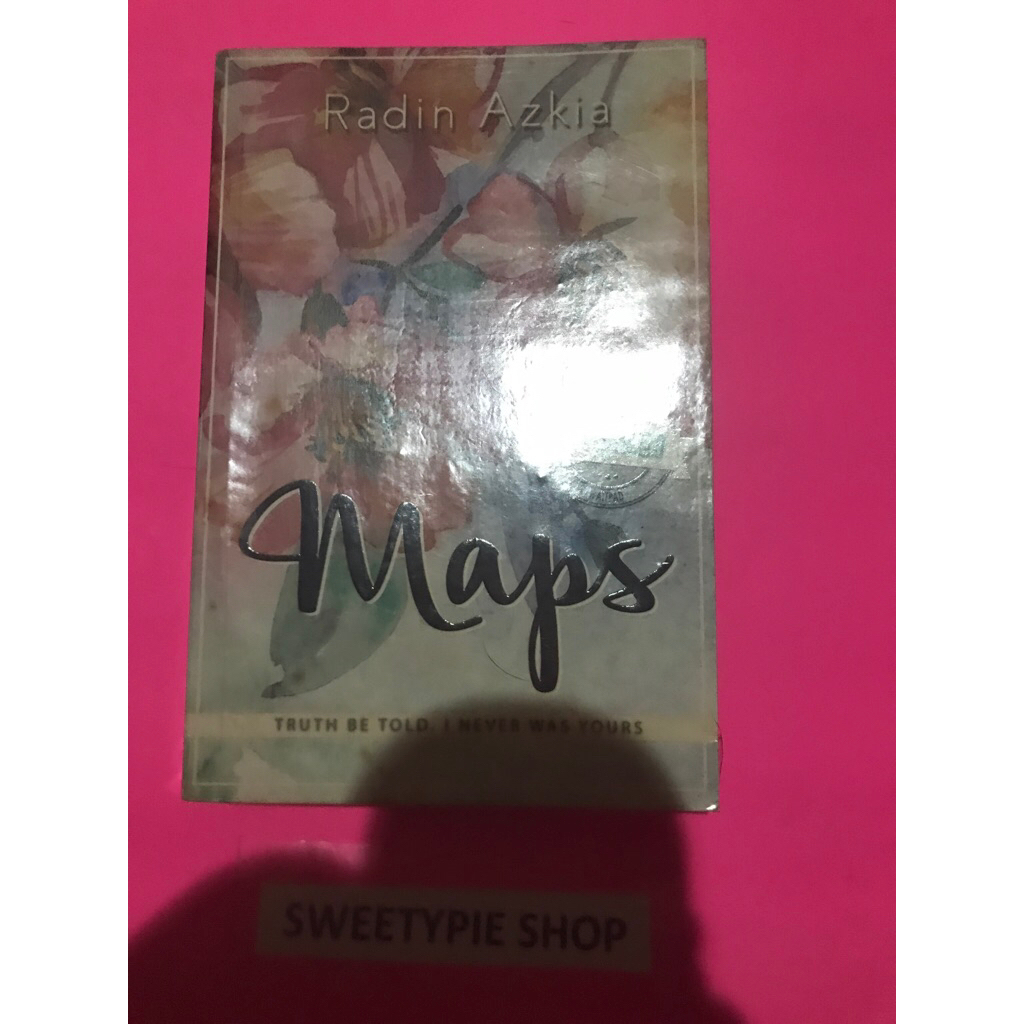 Radin Azkia
Maps
TRUTH BE TOLD, I NEVER WAS YOURS
SWEETYPIE SHOP